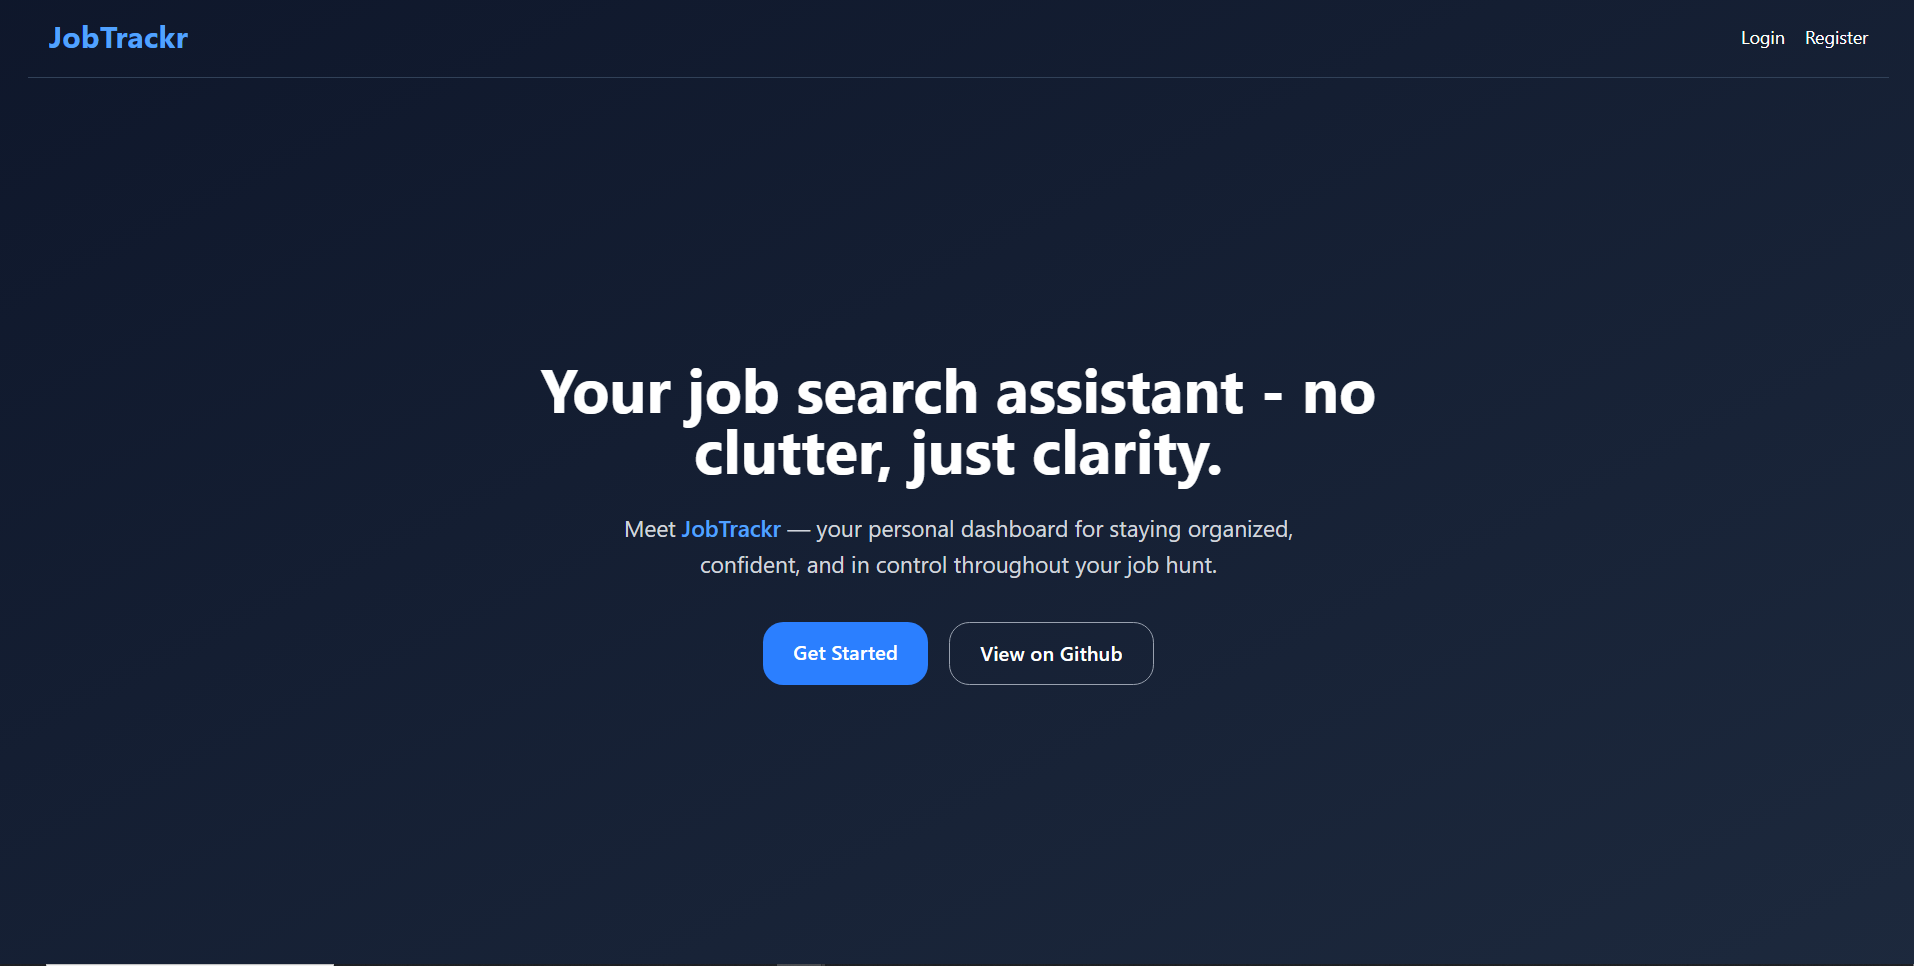 JobTrackr
Login Register
Your job search assistant - no
clutter, just clarity.
Meet JobTrackr — your personal dashboard for staying organized,
confident, and in control throughout your job hunt.
Get Started
View on Github